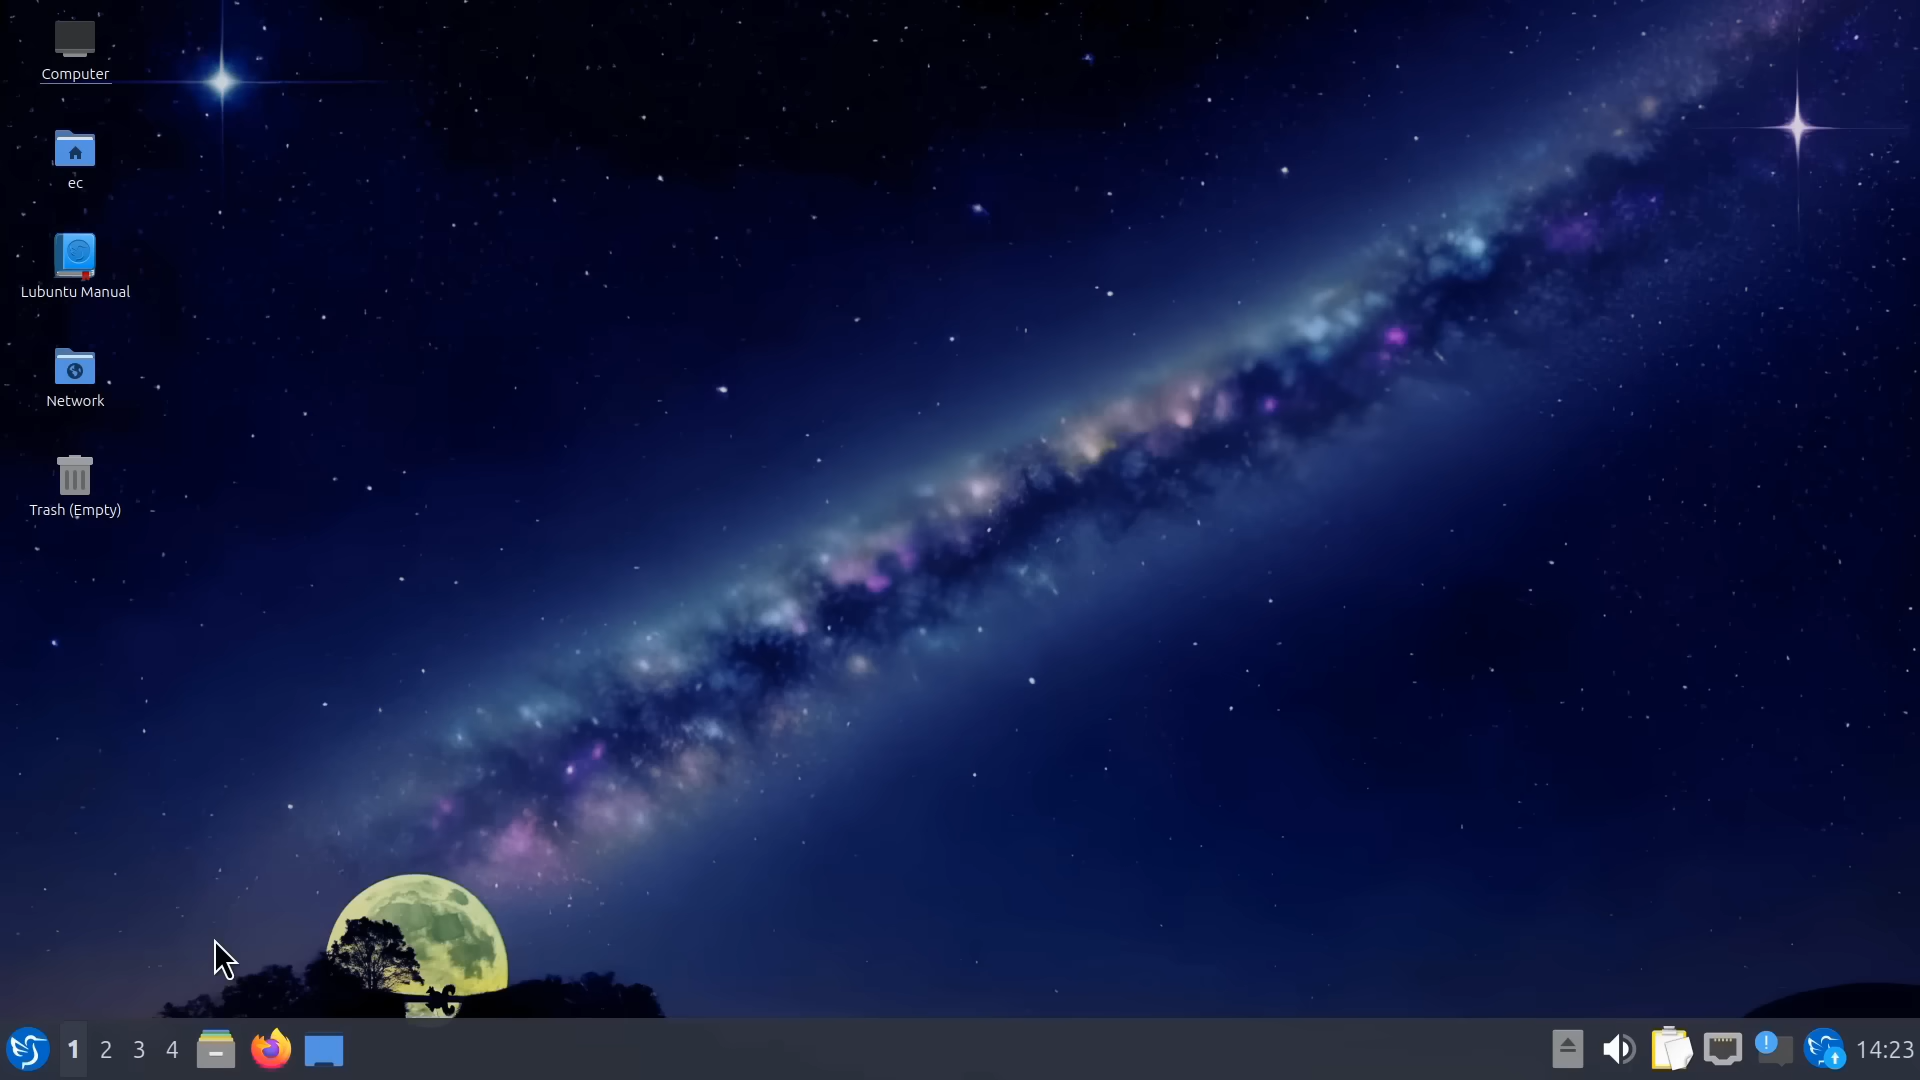 Computer
ec
Lubuntu Manual
Network
Trash (Empty)
1 2 3 4
14:23